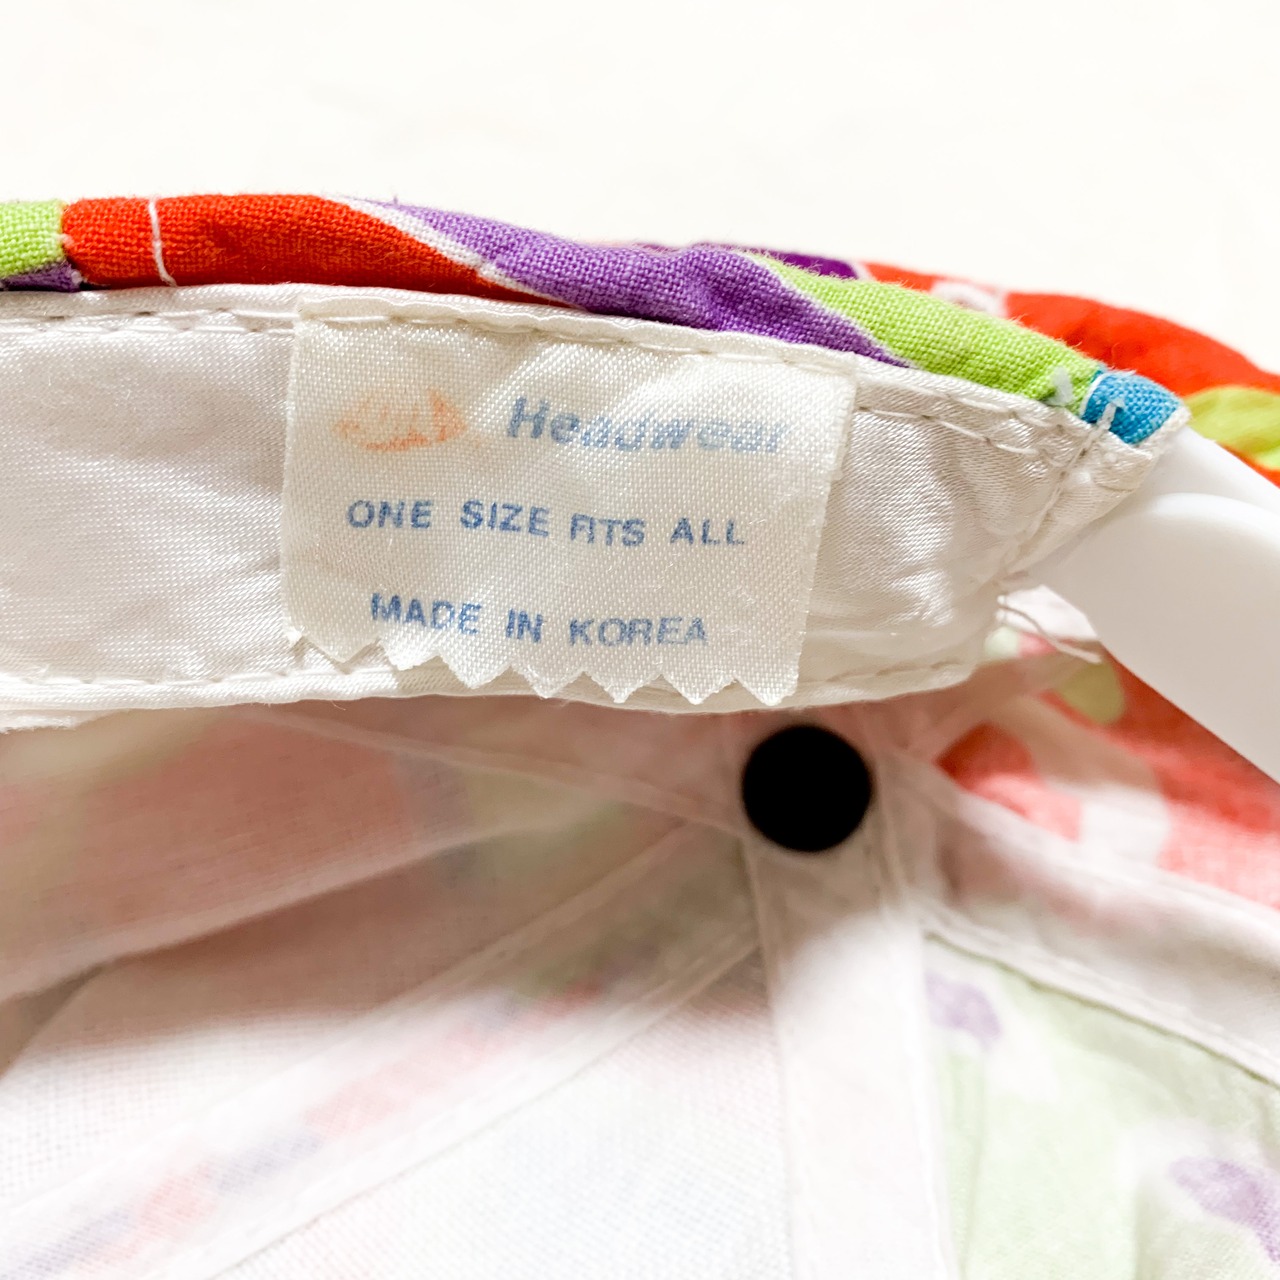 Headwear
ONE SIZE FITS ALL
MADE IN KOREA